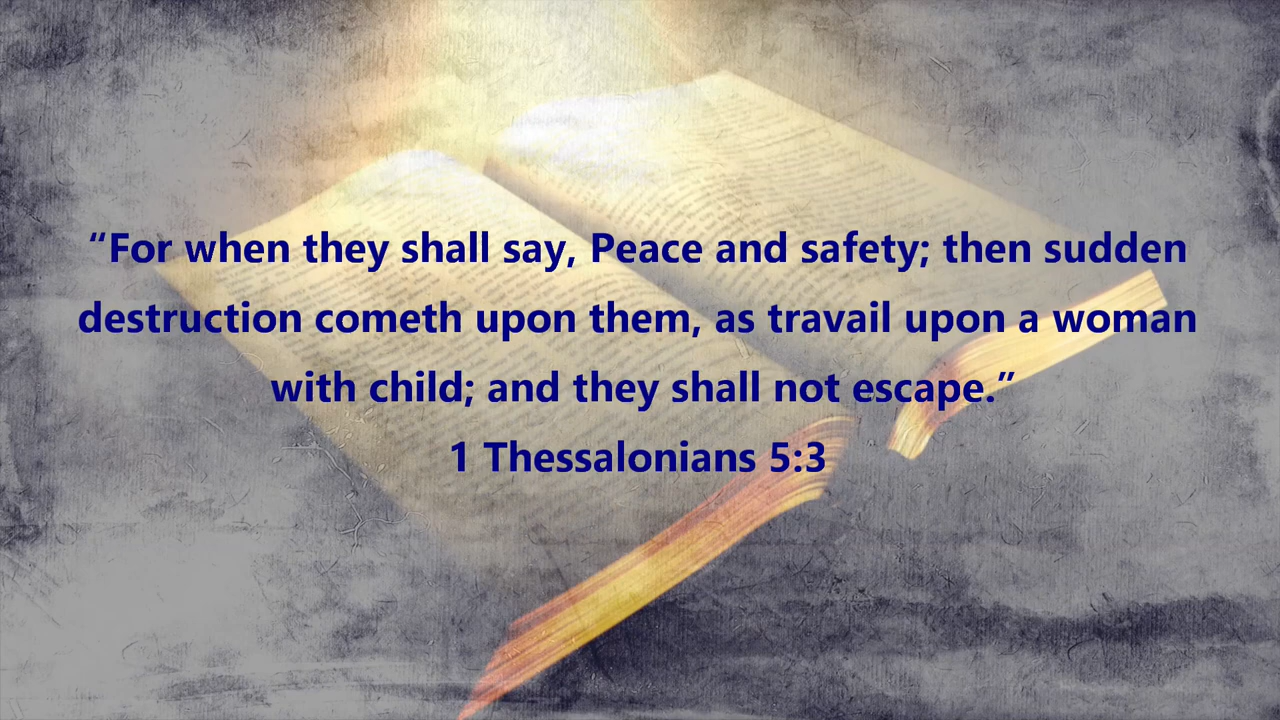 “For when they shall say, Peace and safety; then sudden
destruction cometh upon them, as travail upon a woman
with child; and they shall not escape.”
1 Thessalonians 5:3